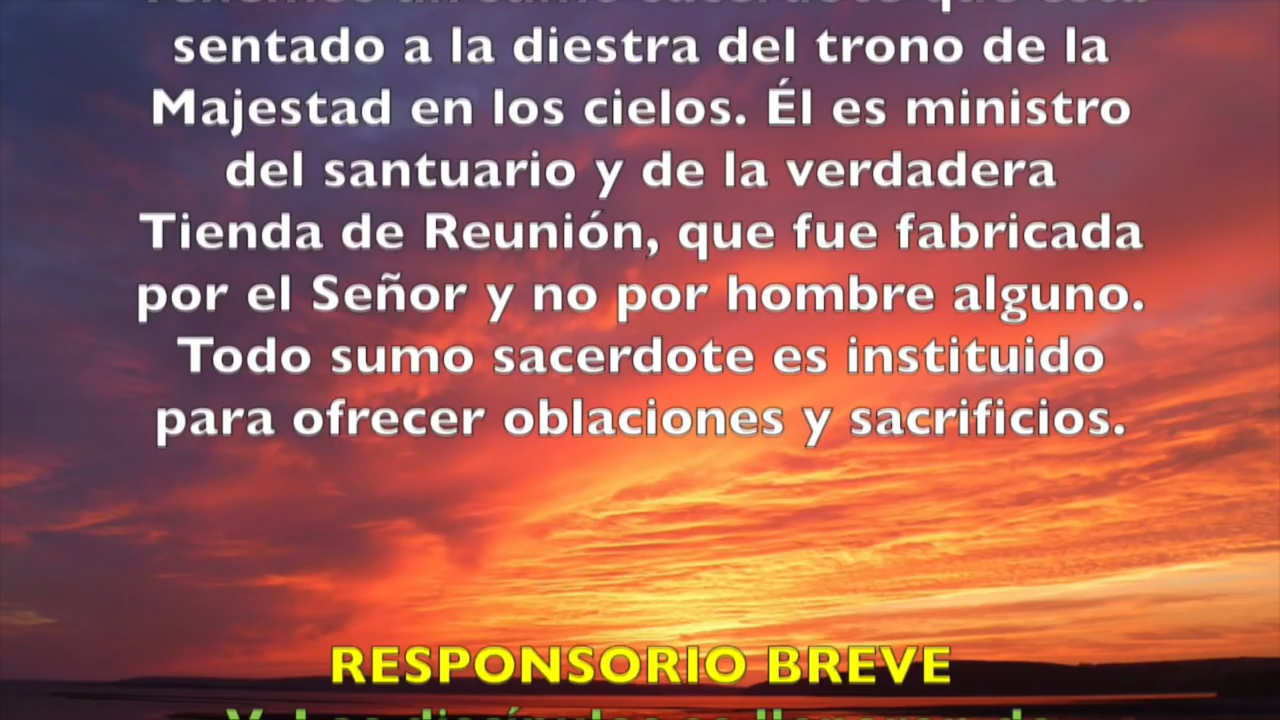 sentado a la diestra del trono de la
Majestad en los cielos. Él es ministro
del santuario y de la verdadera
Tienda de Reunión, que fue fabricada
por el Señor y no por hombre alguno.
Todo sumo sacerdote es instituido
para ofrecer oblaciones y sacrificios.
RESPONSORIO BREVE